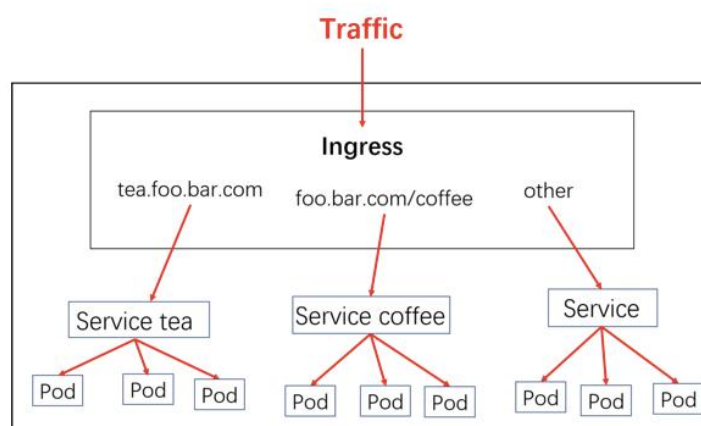 Traffic
Ingress
tea.foo.bar.com
foo.bar.com/coffee
other
Service tea
Service coffee
Service
Pod
Pod
Pod
Pod
Pod
Pod
Pod
Pod
Pod